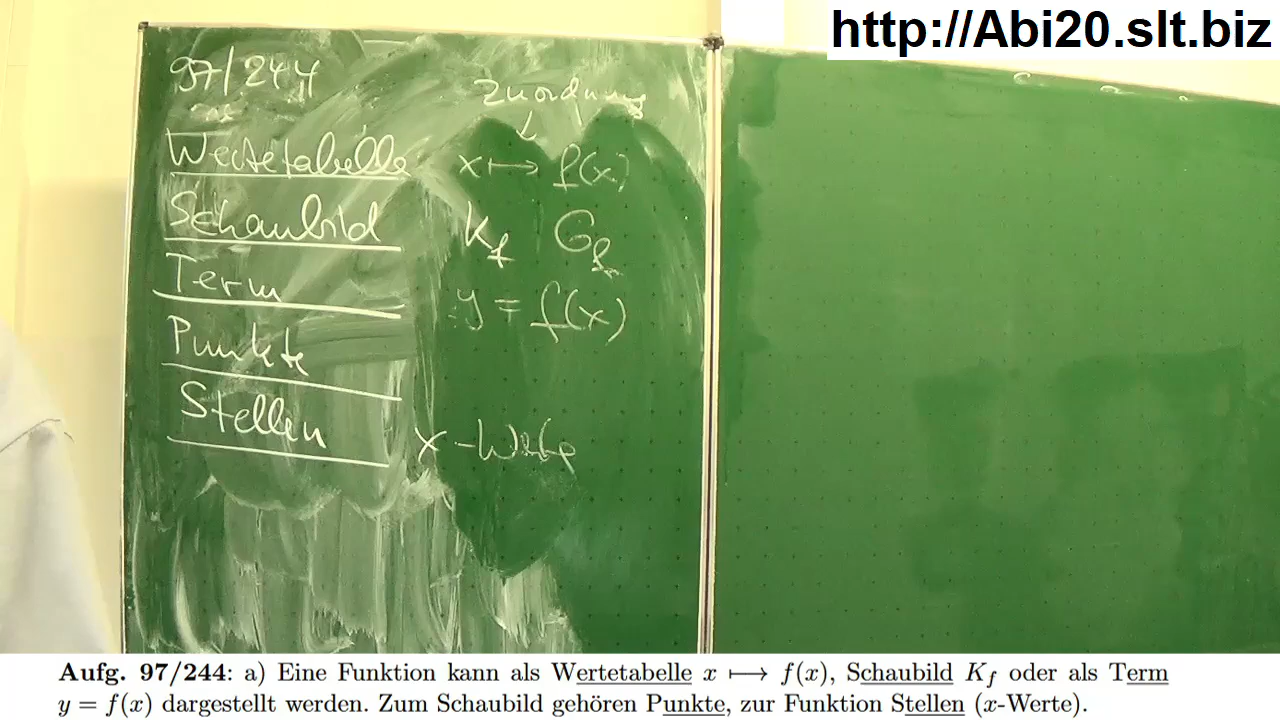 http://Abi20.slt.biz
97/244
Zuordnung
Wertetabelle x ⟼ f(x)
Schaubild K_f G_f
Term y = f(x)
Punkte
Stellen x-Werte
Aufg. 97/244: a) Eine Funktion kann als Wertetabelle x ⟼ f(x), Schaubild K_f oder als Term
y = f(x) dargestellt werden. Zum Schaubild gehören Punkte, zur Funktion Stellen (x-Werte).